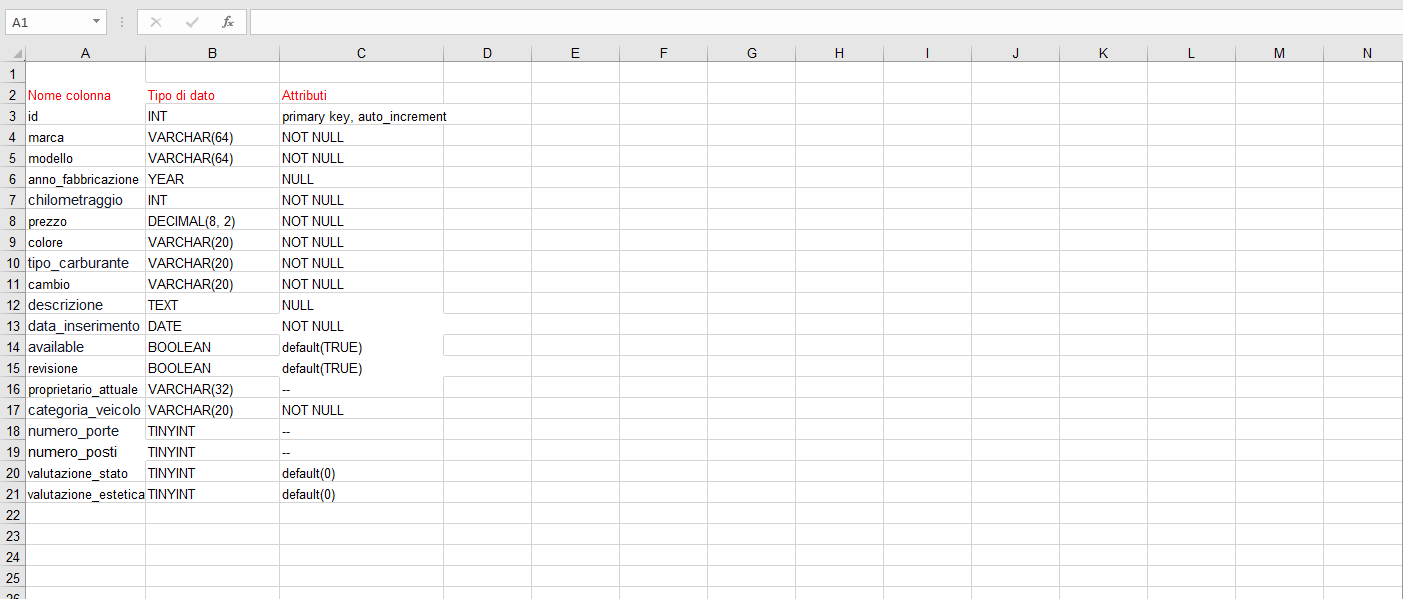 A1 fx
A B C D E F G H I J K L M N
1
2 Nome colonna Tipo di dato Attributi
3 id INT primary key, auto_increment
4 marca VARCHAR(64) NOT NULL
5 modello VARCHAR(64) NOT NULL
6 anno_fabbricazione YEAR NULL
7 chilometraggio INT NOT NULL
8 prezzo DECIMAL(8, 2) NOT NULL
9 colore VARCHAR(20) NOT NULL
10 tipo_carburante VARCHAR(20) NOT NULL
11 cambio VARCHAR(20) NOT NULL
12 descrizione TEXT NULL
13 data_inserimento DATE NOT NULL
14 available BOOLEAN default(TRUE)
15 revisione BOOLEAN default(TRUE)
16 proprietario_attuale VARCHAR(32) --
17 categoria_veicolo VARCHAR(20) NOT NULL
18 numero_porte TINYINT --
19 numero_posti TINYINT --
20 valutazione_stato TINYINT default(0)
21 valutazione_estetica TINYINT default(0)
22
23
24
25
26